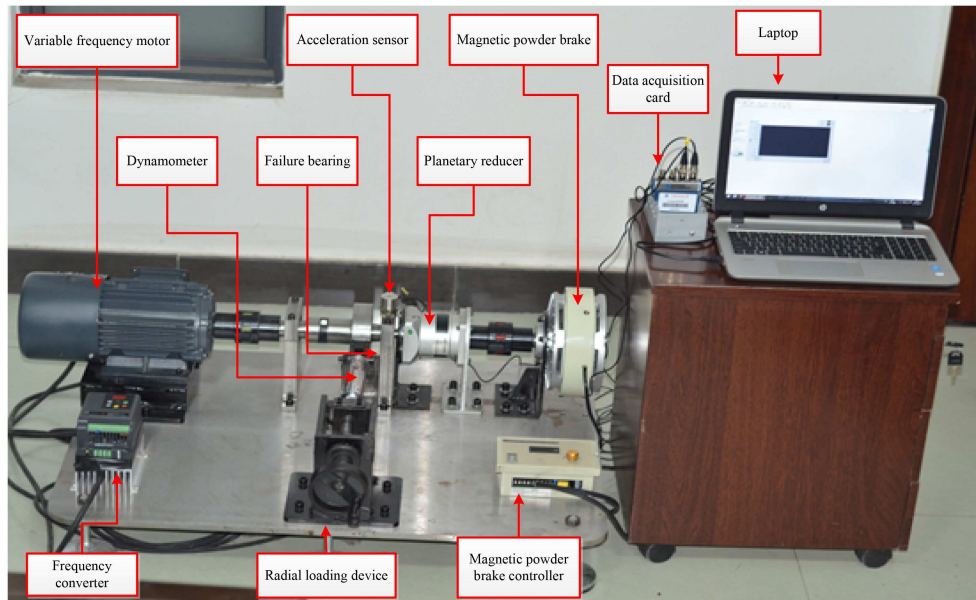 Variable frequency motor
Acceleration sensor
Magnetic powder brake
Laptop
Data acquisition
card
Dynamometer
Failure bearing
Planetary reducer
hp
Frequency
converter
Radial loading device
Magnetic powder
brake controller